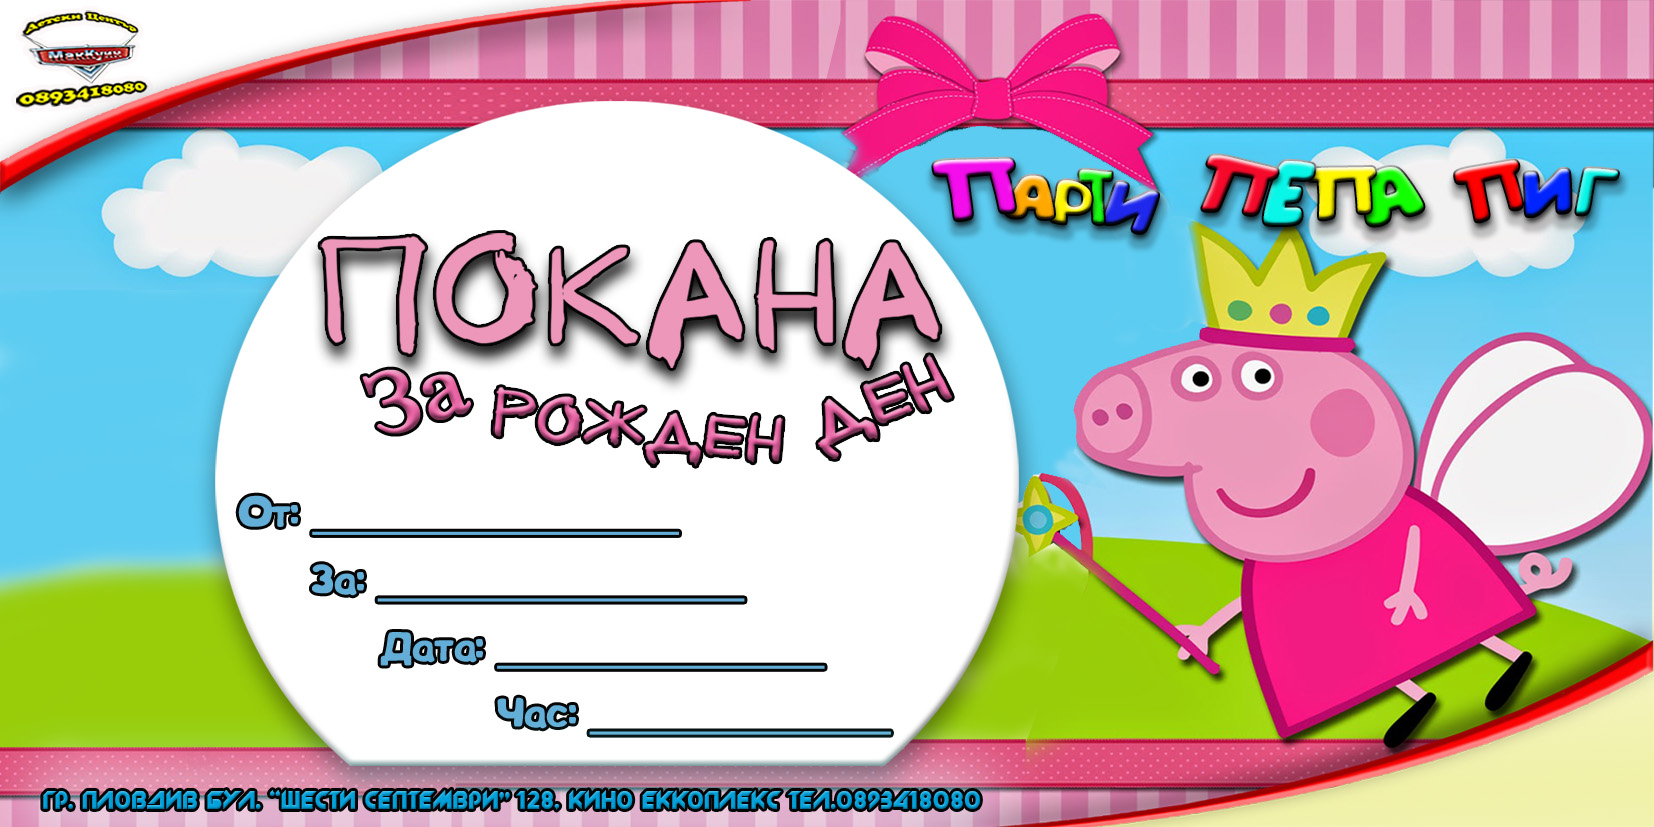 Детски Център
МакКуин
0893418080
Парти ПЕПА ПИГ
ПОКАНА
За РОЖДЕН ДЕН
От:
За:
Дата:
Час:
ГР. ПЛОВДИВ БУЛ. “ШЕСТИ СЕПТЕМВРИ” 128, КИНО ЕККОПЛЕКС ТЕЛ.0893418080